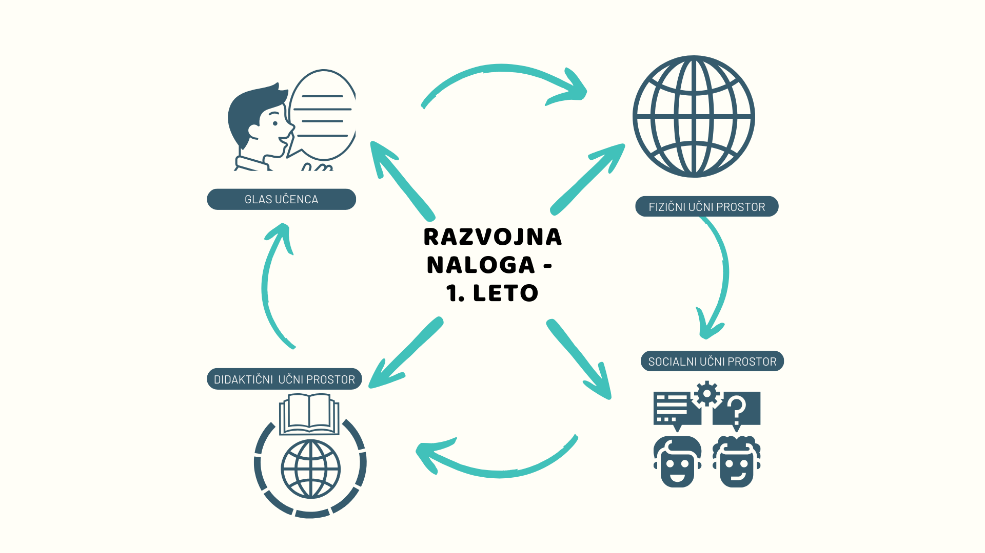 GLAS UČENCA
FIZIČNI UČNI PROSTOR
RAZVOJNA
NALOGA -
1. LETO
SOCIALNI UČNI PROSTOR
DIDAKTIČNI UČNI PROSTOR
?